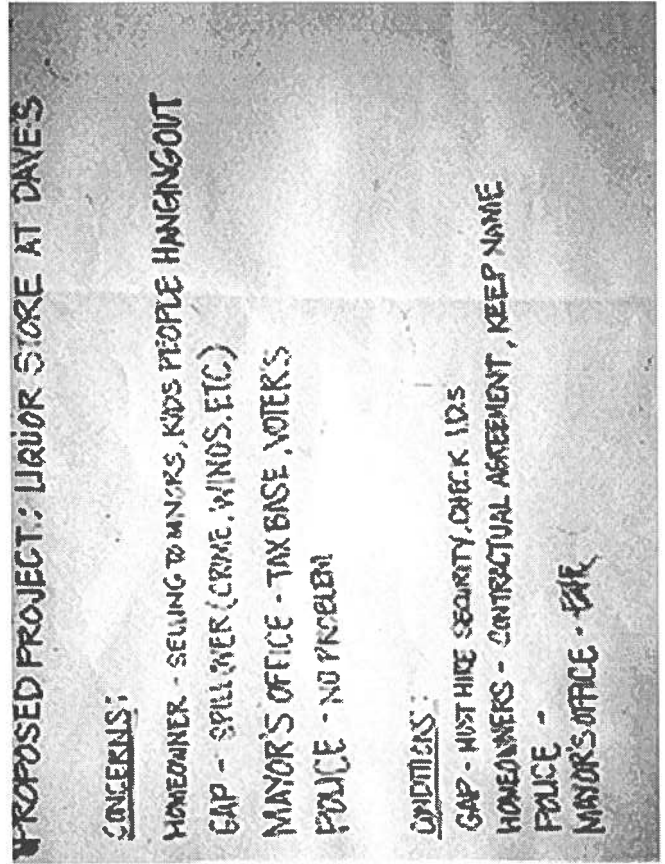 PROPOSED PROJECT: LIQUOR STORE AT DAVE'S
CONCERNS:
HOMEOWNER - SELLING TO MINORS, KIDS PEOPLE HANGINGOUT
GAP - SPILL OVER (CRIME, WINOS, ETC)
MAYOR'S OFFICE - TAX BASE, VOTER'S
POLICE - NO PROBLEM
CONDITIONS:
GAP - MUST HIRE SECURITY, CHECK I.D.S
HOMEOWNERS - CONTRACTUAL AGREEMENT, KEEP NAME
POLICE -
MAYOR'S OFFICE -